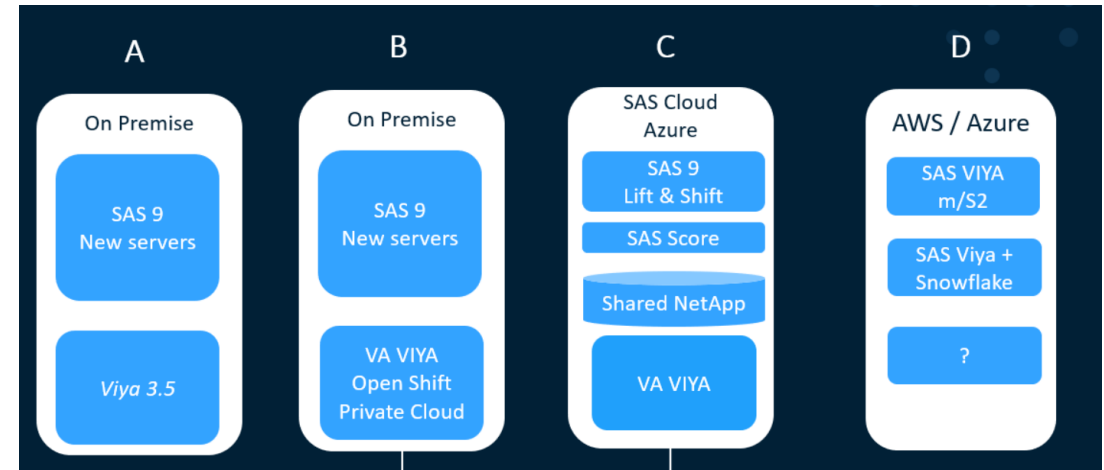 A
On Premise
SAS 9
New servers
Viya 3.5
B
On Premise
SAS 9
New servers
VA VIYA
Open Shift
Private Cloud
C
SAS Cloud
Azure
SAS 9
Lift & Shift
SAS Score
Shared NetApp
VA VIYA
D
AWS / Azure
SAS VIYA
m/S2
SAS Viya +
Snowflake
?